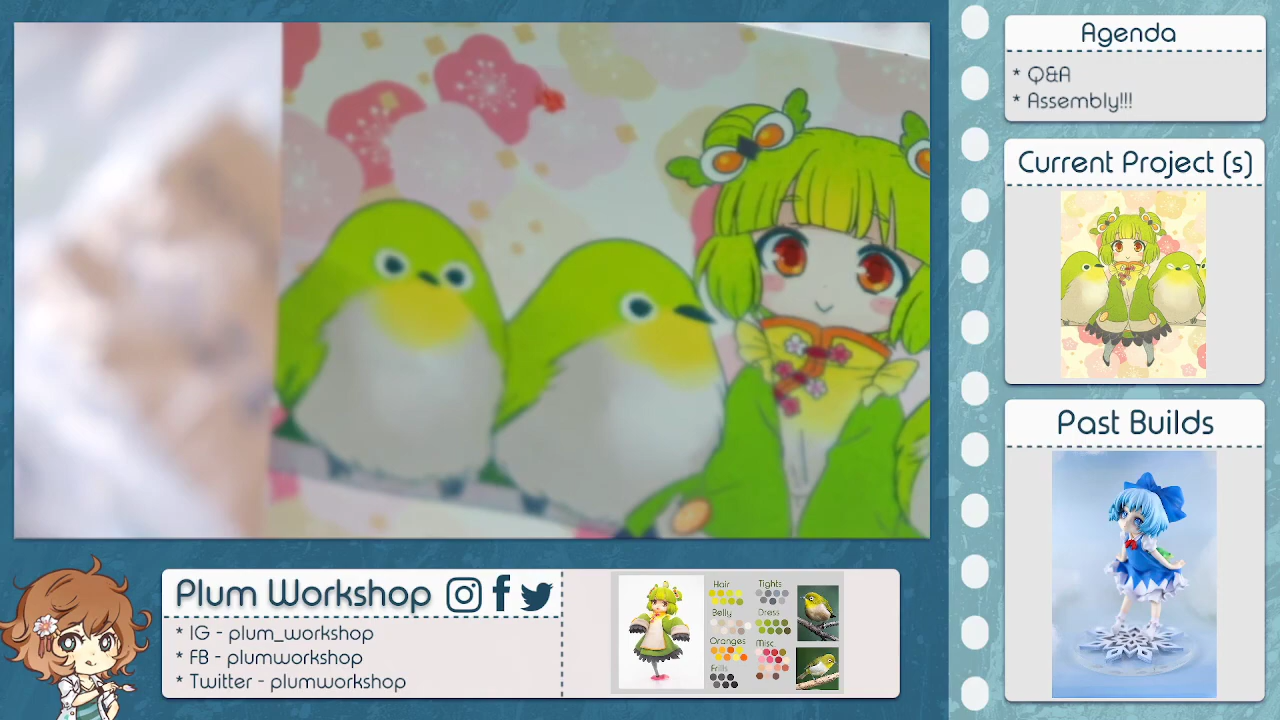 Agenda
* Q&A
* Assembly!!!
Current Project (s)
Past Builds
Plum Workshop
* IG - plum_workshop
* FB - plumworkshop
* Twitter - plumworkshop
Hair
Tights
Belly
Dress
Oranges
Misc
Frills